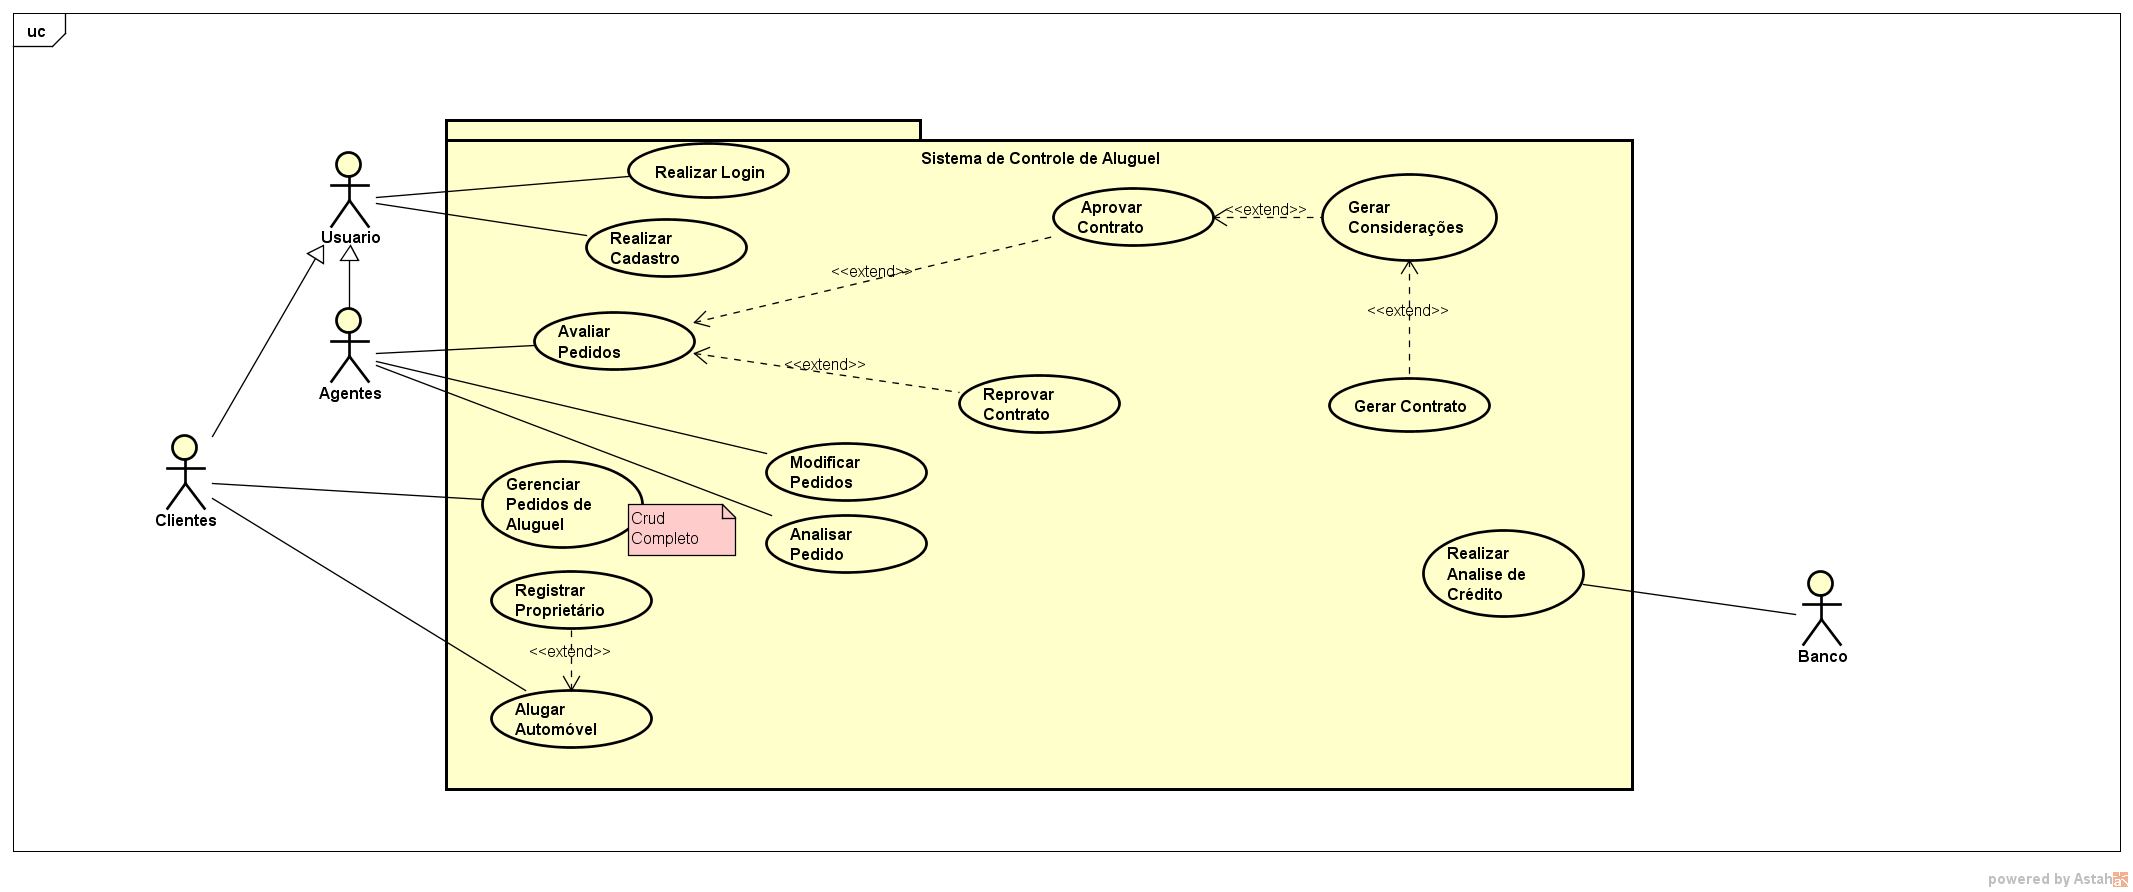 uc
Sistema de Controle de Aluguel
Realizar Login
Usuario
Realizar
Cadastro
Aprovar
Contrato
<<extend>>
Gerar
Considerações
<<extend>>
Agentes
Avaliar
Pedidos
<<extend>>
Reprovar
Contrato
<<extend>>
Gerar Contrato
Clientes
Gerenciar
Pedidos de
Aluguel
Crud
Completo
Modificar
Pedidos
Analisar
Pedido
Registrar
Proprietário
<<extend>>
Alugar
Automóvel
Realizar
Analise de
Crédito
Banco
powered by Astah